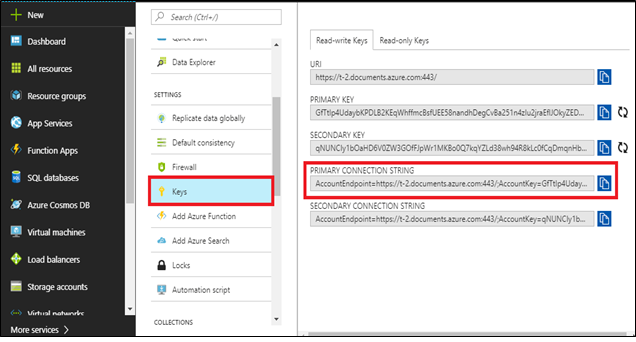 New
Dashboard
All resources
Resource groups
App Services
Function Apps
SQL databases
Azure Cosmos DB
Virtual machines
Load balancers
Storage accounts
Virtual networks
More services
Search (Ctrl+/)
Quick start
Data Explorer
SETTINGS
Replicate data globally
Default consistency
Firewall
Keys
Add Azure Function
Add Azure Search
Locks
Automation script
COLLECTIONS
Read-write Keys Read-only Keys
URI
https://t-2.documents.azure.com:443/
PRIMARY KEY
GfTtlp4UdaybKPDLB2KEqWhffmcBsfUEE58nandhDegCvBa251n4zIu2jraEflJOkyZED...
SECONDARY KEY
qNUNCIy1bOaHD6V0ZW3GOfFJpWr1MKBo0Q7kqYZLd38wh94R8kLc0fCqDmqnHb...
PRIMARY CONNECTION STRING
AccountEndpoint=https://t-2.documents.azure.com:443/;AccountKey=GfTtlp4Uday...
SECONDARY CONNECTION STRING
AccountEndpoint=https://t-2.documents.azure.com:443/;AccountKey=qNUNCIy1b...